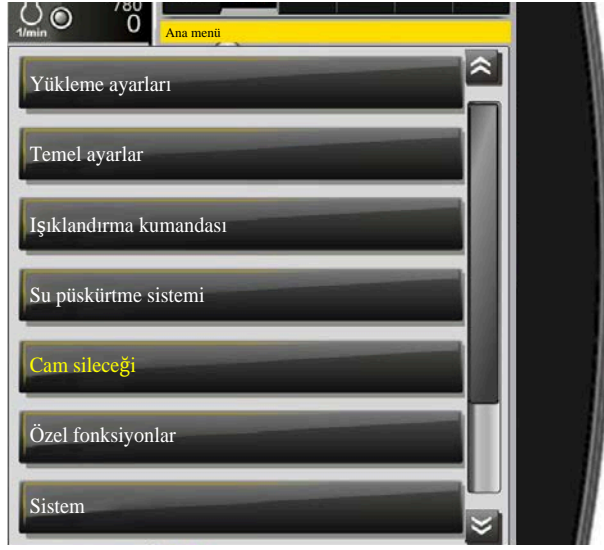 780
1/min
0
Ana menü
Yükleme ayarları
Temel ayarlar
Işıklandırma kumandası
Su püskürtme sistemi
Cam sileceği
Özel fonksiyonlar
Sistem